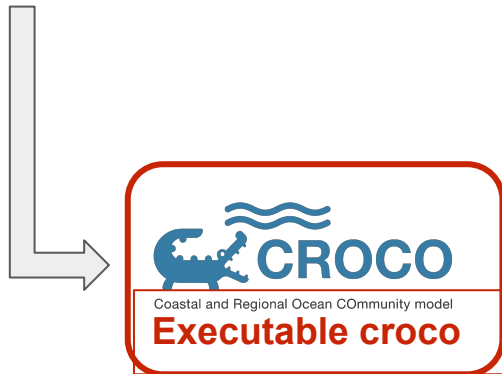 CROCO
Coastal and Regional Ocean COmmunity model
Executable croco